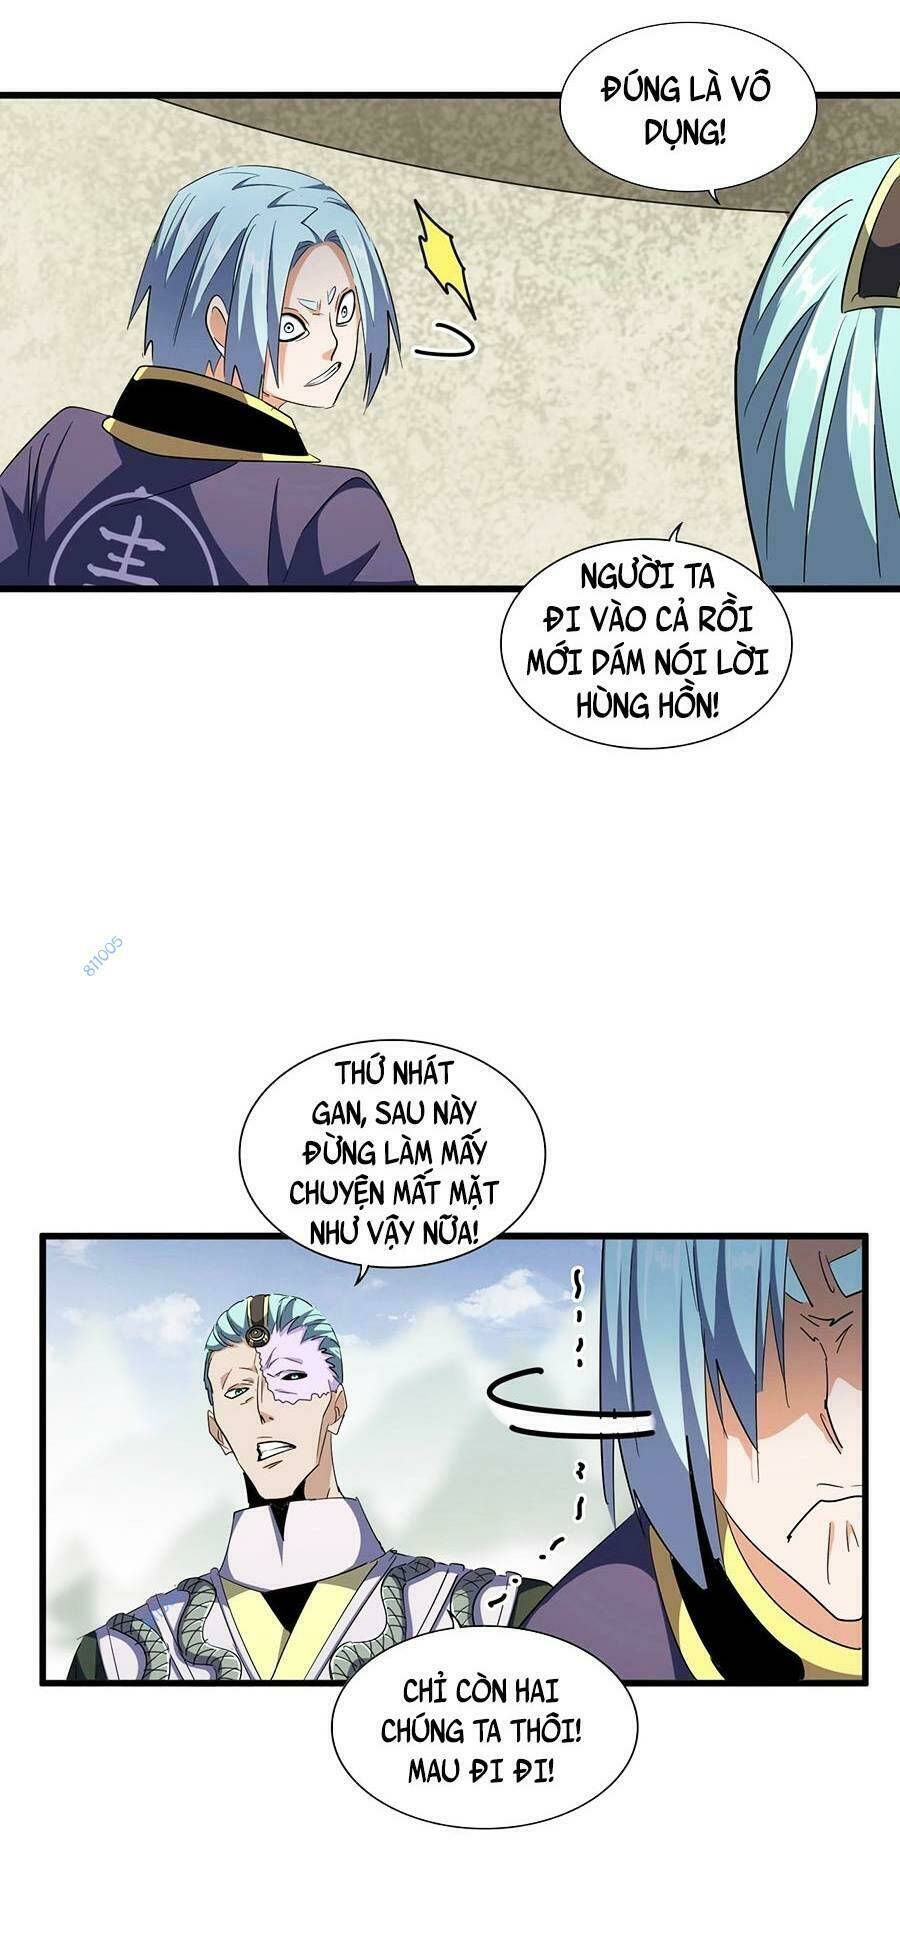 ĐÚNG LÀ VÔ
DỤNG!
NGƯỜI TA
ĐI VÀO CẢ RỒI
MỚI DÁM NÓI LỜI
HÙNG HỒN!
811005
THỨ NHÁT
GAN, SAU NÀY
ĐỪNG LÀM MẤY
CHUYỆN MẤT MẶT
NHƯ VẬY NỮA!
CHỈ CÒN HAI
CHÚNG TA THÔI!
MAU ĐI ĐI!